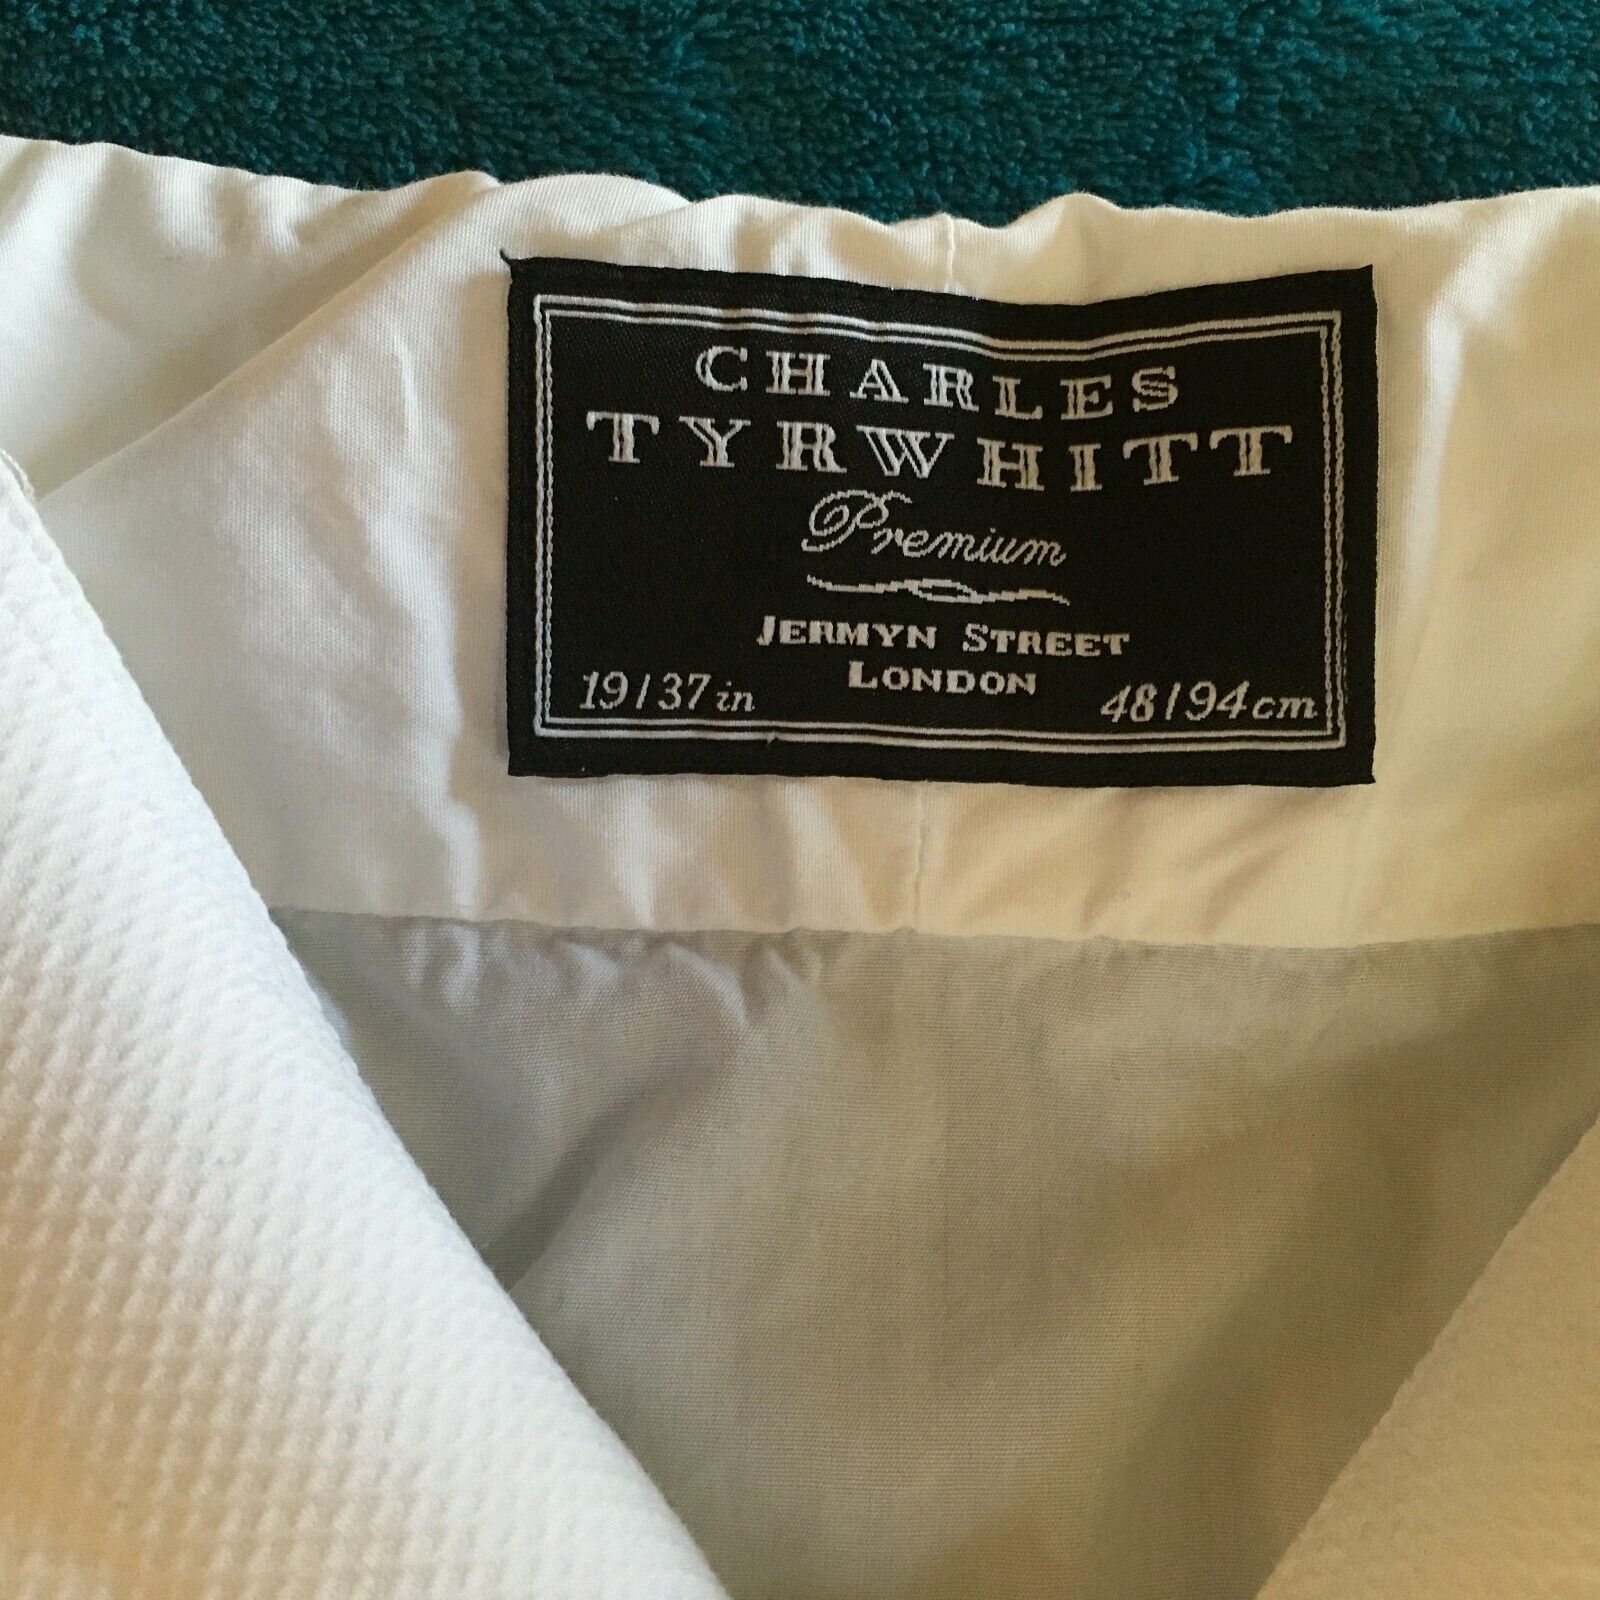 CHARLES
TYRWHITT
Premium
JERMYN STREET
LONDON
19/37 in 48/94 cm